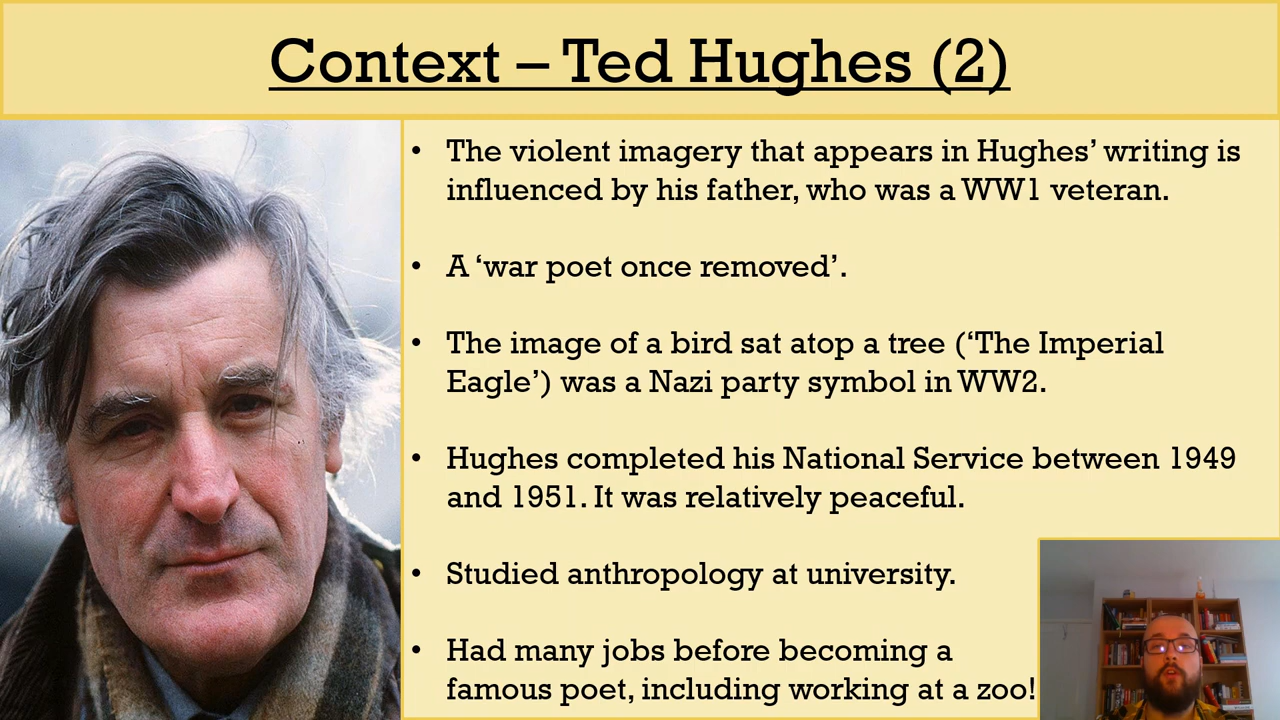 Context – Ted Hughes (2)
• The violent imagery that appears in Hughes’ writing is
influenced by his father, who was a WW1 veteran.
• A ‘war poet once removed’.
• The image of a bird sat atop a tree (‘The Imperial
Eagle’) was a Nazi party symbol in WW2.
• Hughes completed his National Service between 1949
and 1951. It was relatively peaceful.
• Studied anthropology at university.
• Had many jobs before becoming a
famous poet, including working at a zoo!